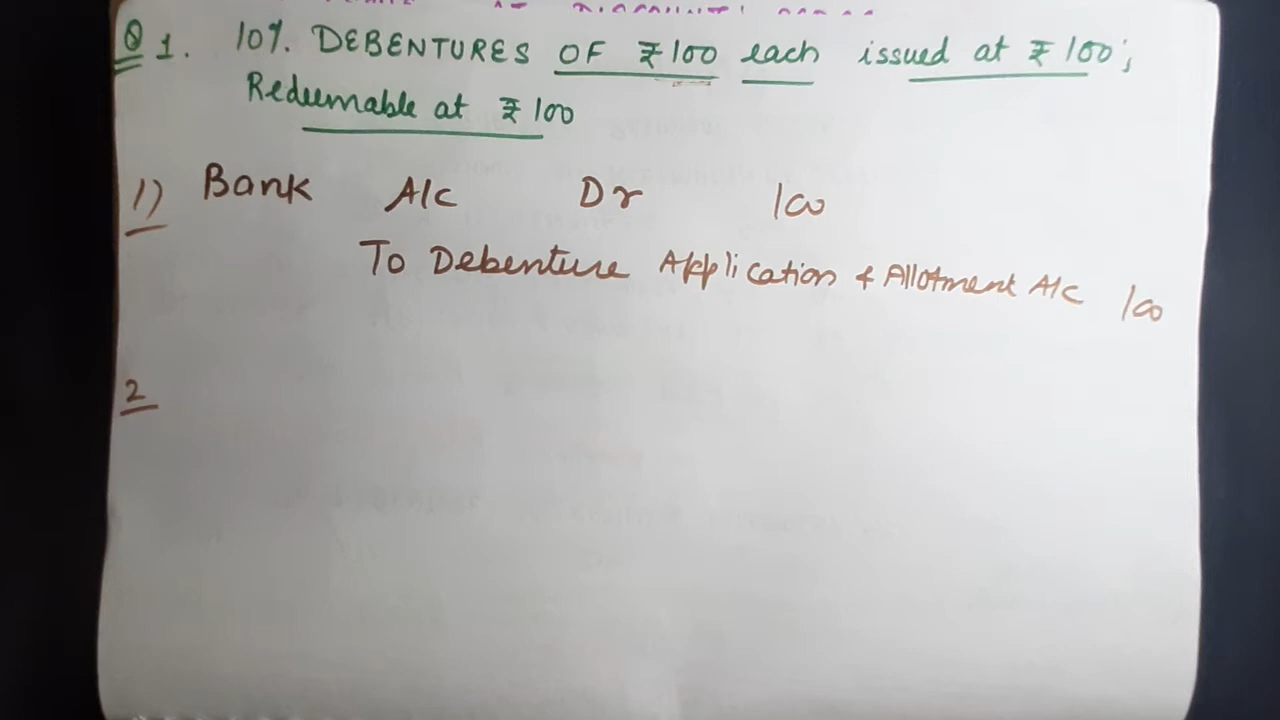 Q 1. 10%. DEBENTURES OF ₹100 each issued at ₹100;
Redeemable at ₹100
1) Bank A/c Dr 100
To Debenture Application & Allotment A/c 100
2